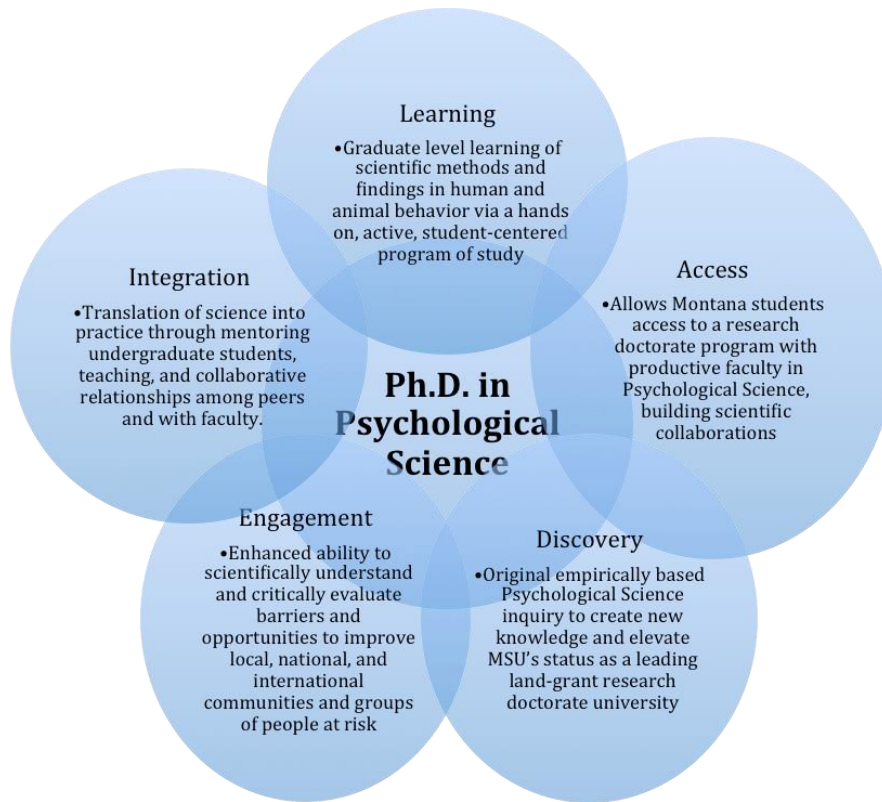 Learning
•Graduate level learning of
scientific methods and
findings in human and
animal behavior via a hands
on, active, student-centered
program of study
Access
•Allows Montana students
access to a research
doctorate program with
productive faculty in
Psychological Science,
building scientific
collaborations
Discovery
•Original empirically based
Psychological Science
inquiry to create new
knowledge and elevate
MSU's status as a leading
land-grant research
doctorate university
Engagement
•Enhanced ability to
scientifically understand
and critically evaluate
barriers and
opportunities to improve
local, national, and
international
communities and groups
of people at risk
Integration
•Translation of science into
practice through mentoring
undergraduate students,
teaching, and collaborative
relationships among peers
and with faculty.
Ph.D. in
Psychological
Science